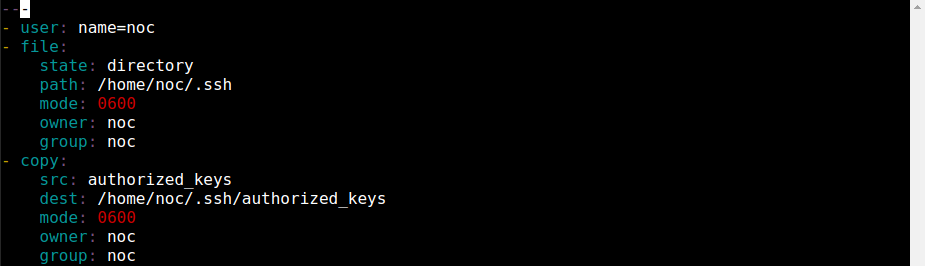 ---
- user: name=noc
- file:
    state: directory
    path: /home/noc/.ssh
    mode: 0600
    owner: noc
    group: noc
- copy:
    src: authorized_keys
    dest: /home/noc/.ssh/authorized_keys
    mode: 0600
    owner: noc
    group: noc